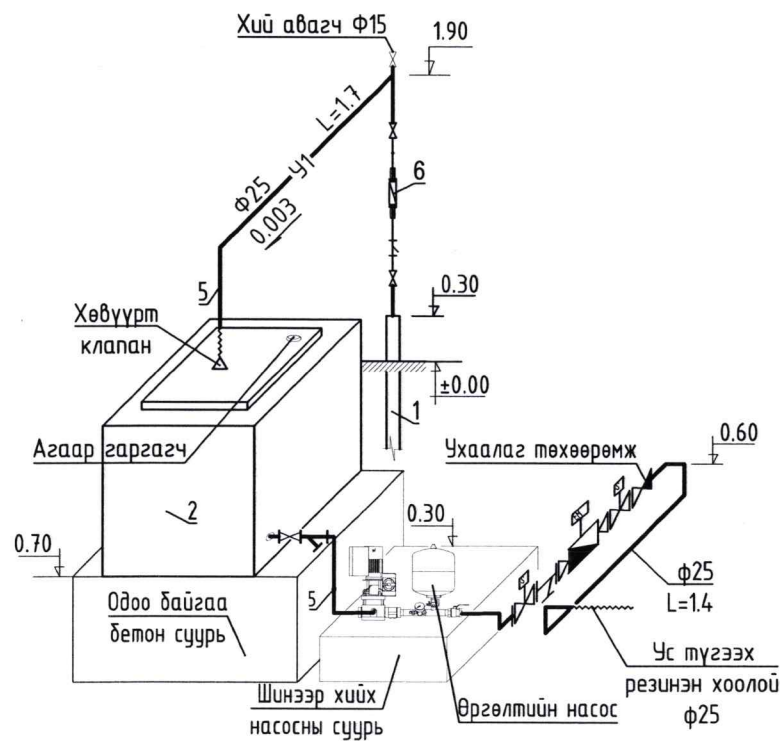 Хий авагч Ф15
1.90
L=1.7
У1
Ф25
0.003
6
5
0.30
Хөвүүрт
клапан
±0.00
1
Агаар гаргагч
Ухаалаг төхөөрөмж
0.60
2
0.30
0.70
5
Одоо байгаа
бетон суурь
ф25
L=1.4
Шинээр хийх
насосны суурь
Өргөлтийн насос
Ус түгээх
резинэн хоолой
ф25